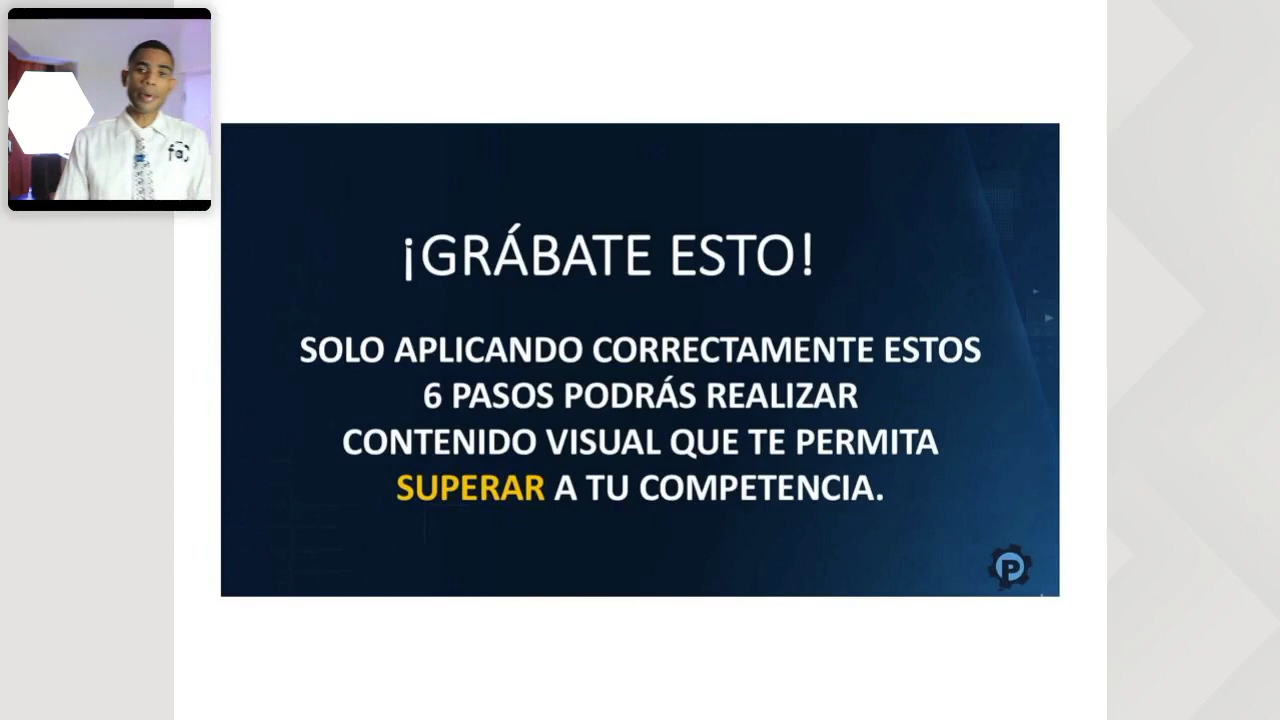 ¡GRÁBATE ESTO!
SOLO APLICANDO CORRECTAMENTE ESTOS
6 PASOS PODRÁS REALIZAR
CONTENIDO VISUAL QUE TE PERMITA
SUPERAR A TU COMPETENCIA.
P